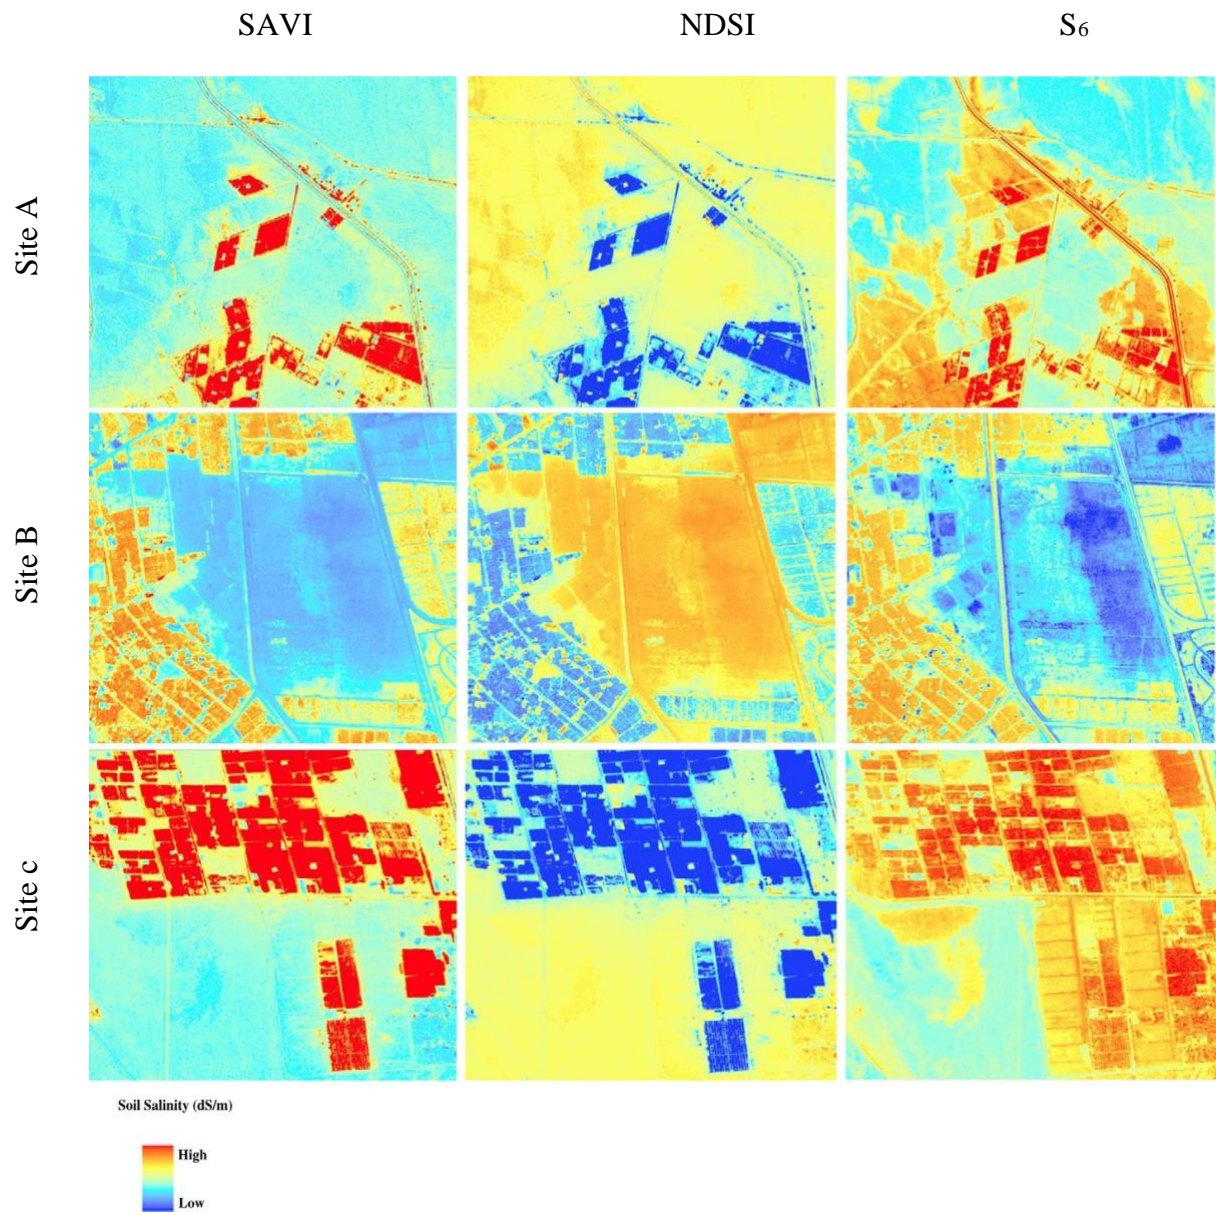 SAVI NDSI S₆
Site A
Site B
Site c
Soil Salinity (dS/m)
High
Low